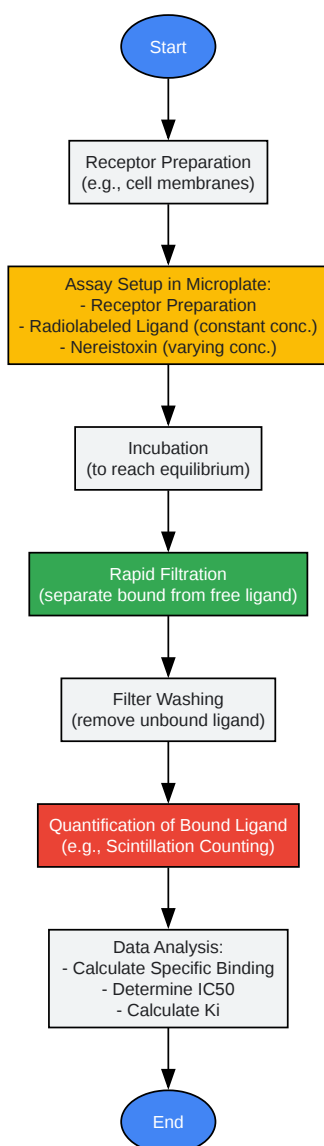 Start
Receptor Preparation
(e.g., cell membranes)
Assay Setup in Microplate:
- Receptor Preparation
- Radiolabeled Ligand (constant conc.)
- Nereistoxin (varying conc.)
Incubation
(to reach equilibrium)
Rapid Filtration
(separate bound from free ligand)
Filter Washing
(remove unbound ligand)
Quantification of Bound Ligand
(e.g., Scintillation Counting)
Data Analysis:
- Calculate Specific Binding
- Determine IC50
- Calculate Ki
End